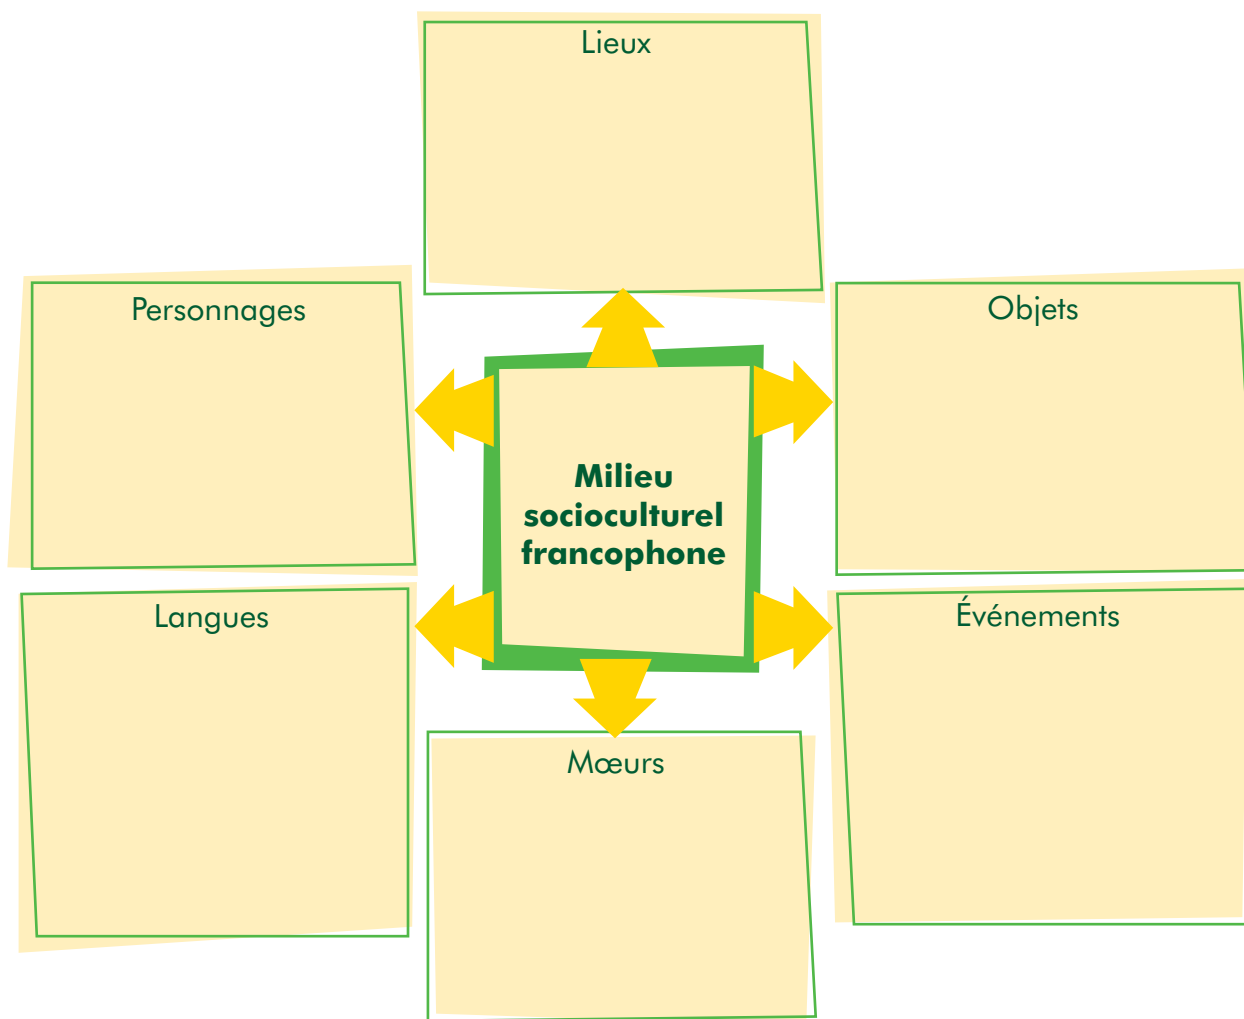 Lieux
Personnages
Objets
Milieu
socioculturel
francophone
Langues
Événements
Mœurs